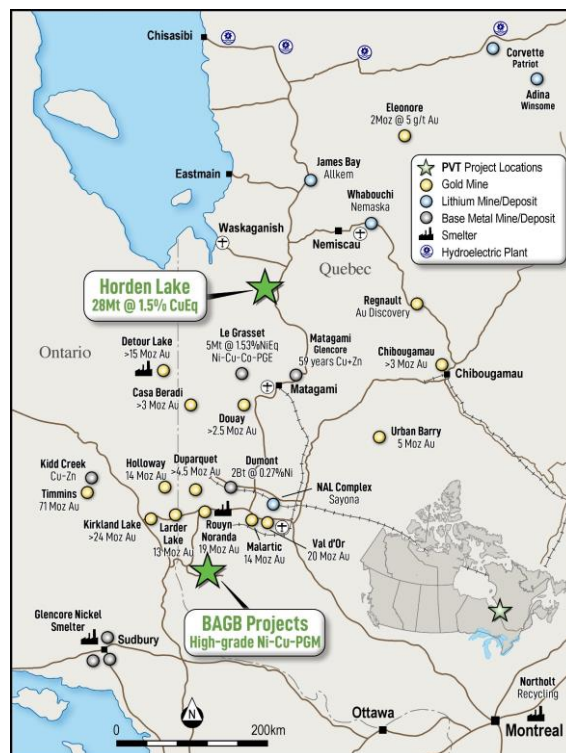 Chisasibi
Corvette
Patriot
Adina
Winsome
Eleonore
2Moz @ 5 g/t Au
PVT Project Locations
Gold Mine
Lithium Mine/Deposit
Base Metal Mine/Deposit
Smelter
Hydroelectric Plant
James Bay
Allkem
Eastmain
Whabouchi
Nemaska
Waskaganish
Nemiscau
Quebec
Horden Lake
28Mt @ 1.5% CuEq
Regnault
Au Discovery
Ontario
Detour Lake
>15 Moz Au
Le Grasset
5Mt @ 1.53%NiEq
Ni-Cu-Co-PGE
Matagami
Glencore
59 years Cu+Zn
Chibougamau
>3 Moz Au
Chibougamau
Casa Beradi
>3 Moz Au
Matagami
Douay
>2.5 Moz Au
Urban Barry
5 Moz Au
Kidd Creek
Cu-Zn
Timmins
71 Moz Au
Holloway
14 Moz Au
Duparquet
>4.5 Moz Au
Dumont
2Bt @ 0.27%Ni
NAL Complex
Sayona
Kirkland Lake
>24 Moz Au
Larder
Lake
13 Moz Au
Rouyn
Noranda
19 Moz Au
Malartic
14 Moz Au
Val d'Or
20 Moz Au
BAGB Projects
High-grade Ni-Cu-PGM
Glencore Nickel
Smelter
Sudbury
Northolt
Recycling
N
0
200km
Ottawa
Montreal